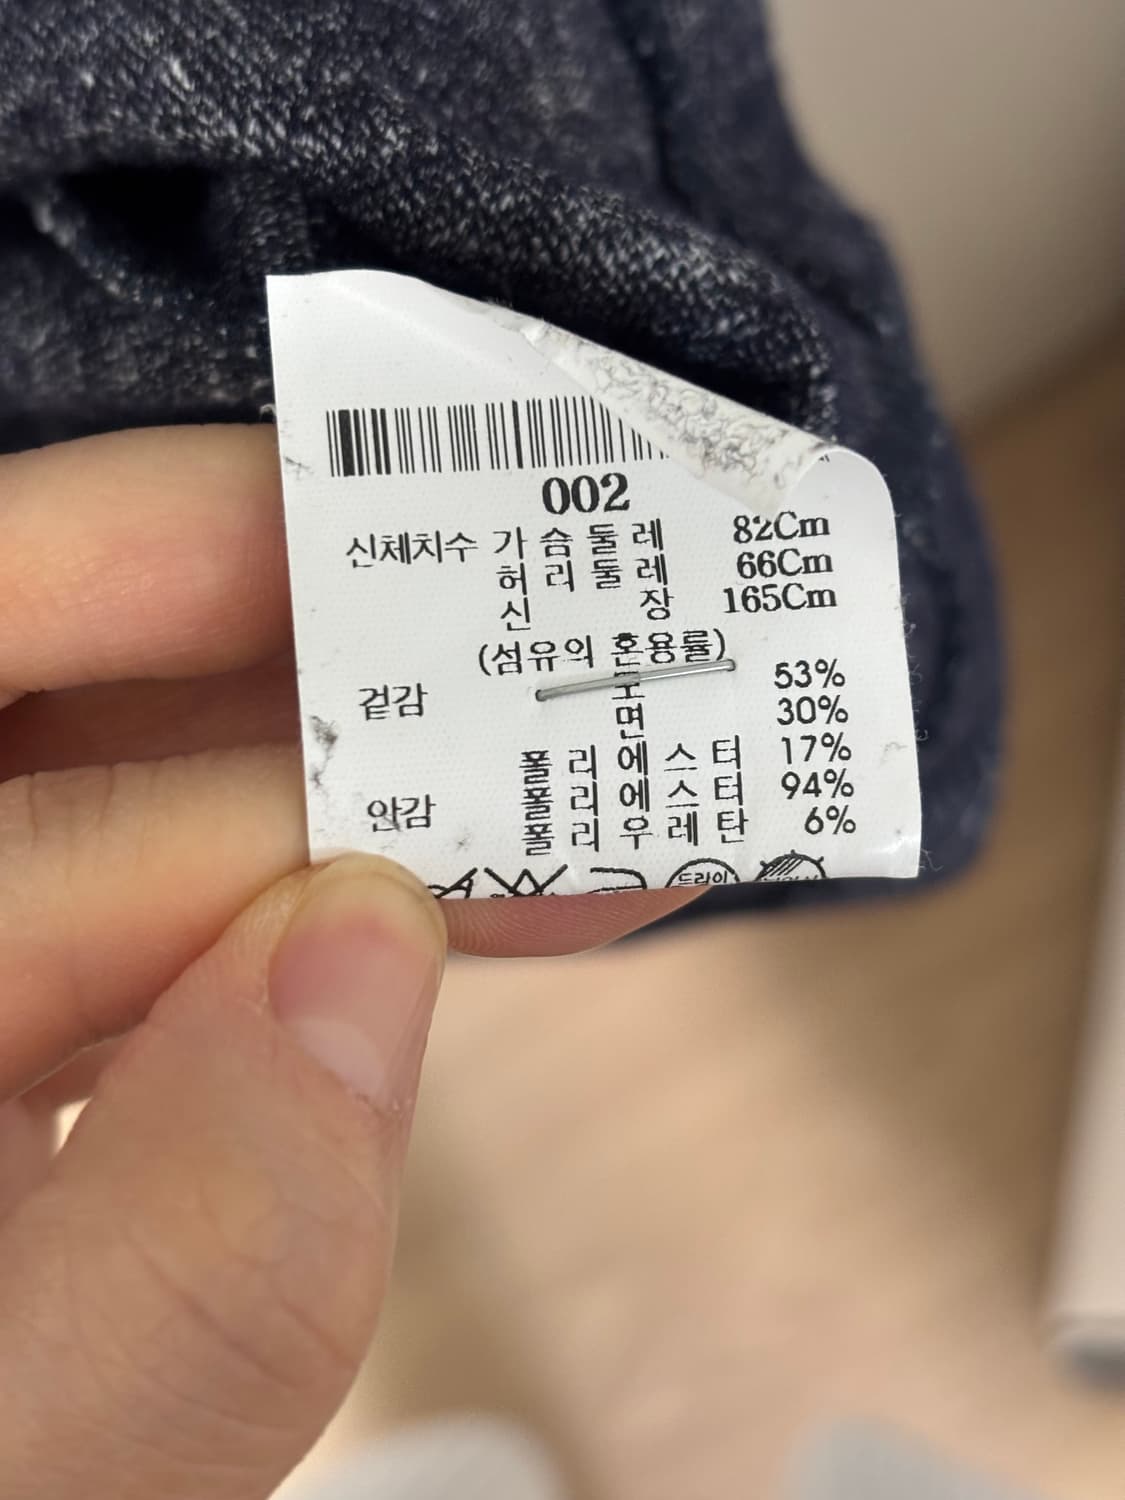 002
신체치수 가 슴 둘 레 82Cm
허 리 둘 레 66Cm
신 장 165Cm
(섬유의 혼용률)
겉감 모 53%
면 30%
폴 리 에 스 터 17%
안감 폴 리 에 스 터 94%
폴 리 우 레 탄 6%
드라이